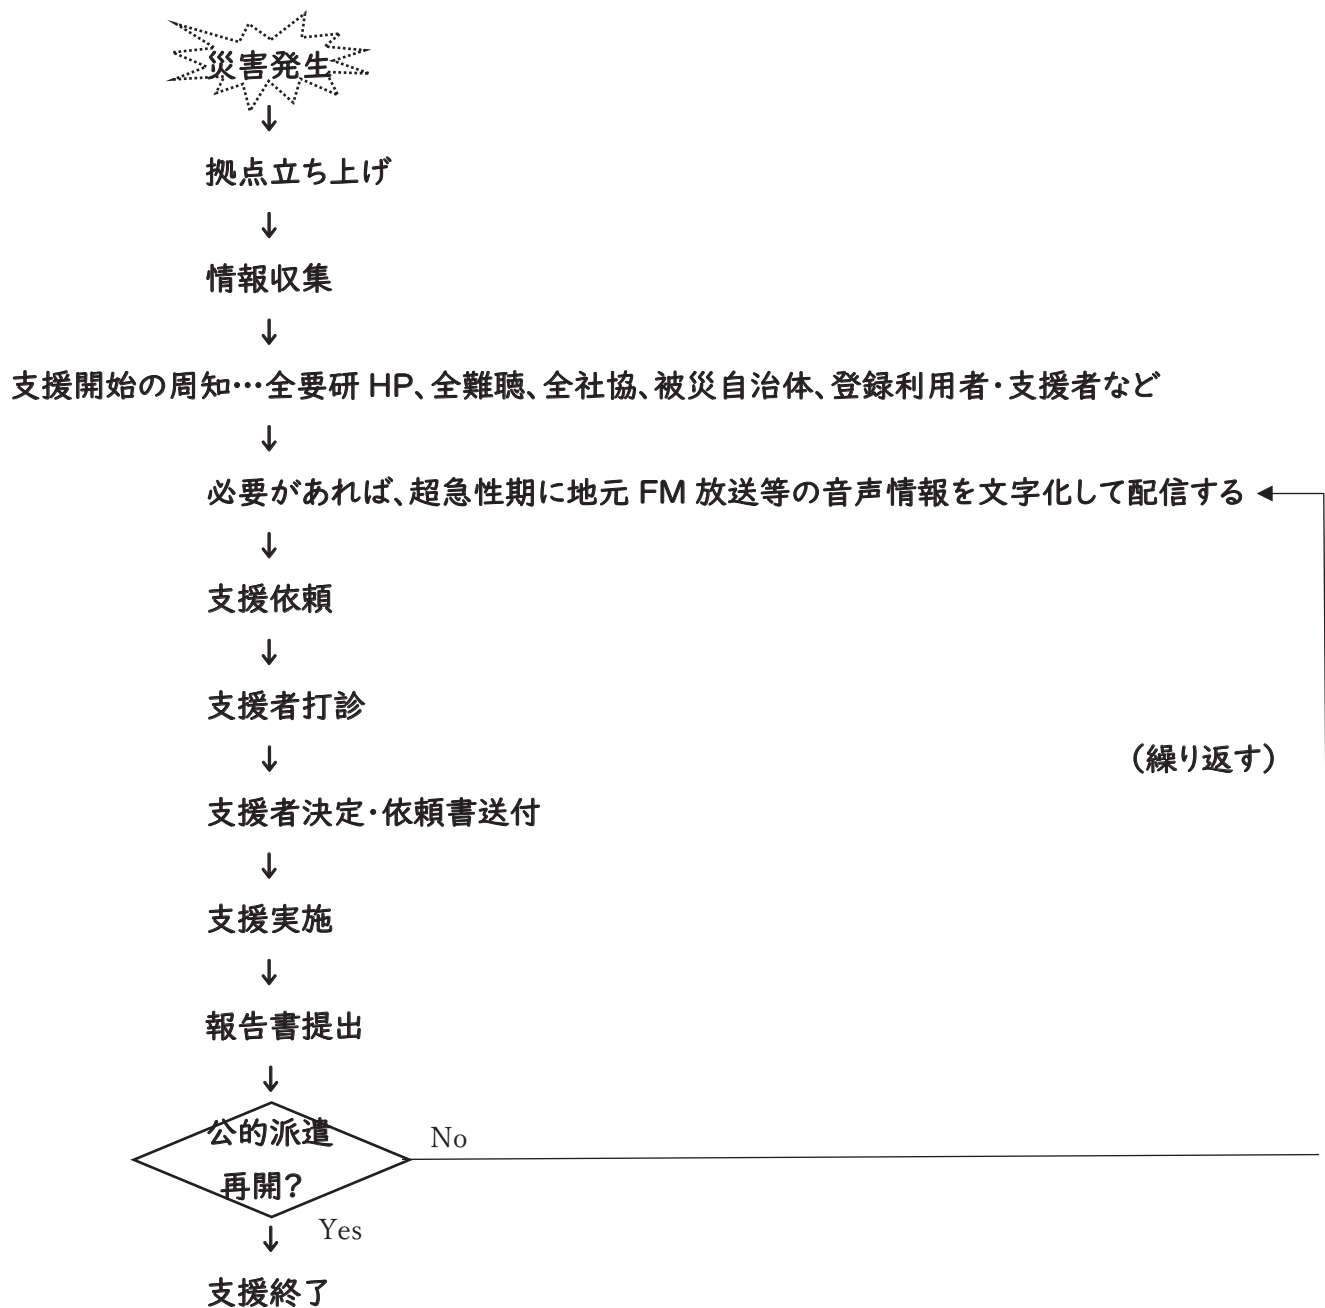 災害発生
↓
拠点立ち上げ
↓
情報収集
↓
支援開始の周知…全要研 HP、全難聴、全社協、被災自治体、登録利用者・支援者など
↓
必要があれば、超急性期に地元 FM 放送等の音声情報を文字化して配信する
↓
支援依頼
↓
支援者打診
↓
(繰り返す)
支援者決定・依頼書送付
↓
支援実施
↓
報告書提出
↓
公的派遣
No
再開?
Yes
↓
支援終了